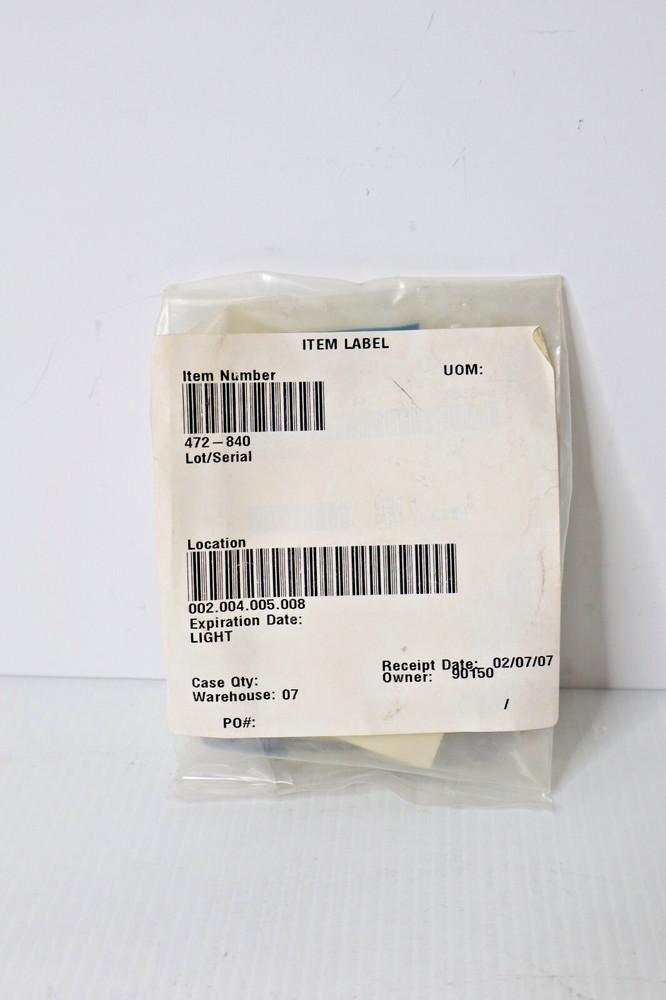 ITEM LABEL
Item Number
UOM:
472-840
Lot/Serial
Location
002.004.005.008
Expiration Date:
LIGHT
Receipt Date: 02/07/07
Case Qty:
Owner: 90150
Warehouse: 07
/
PO#: